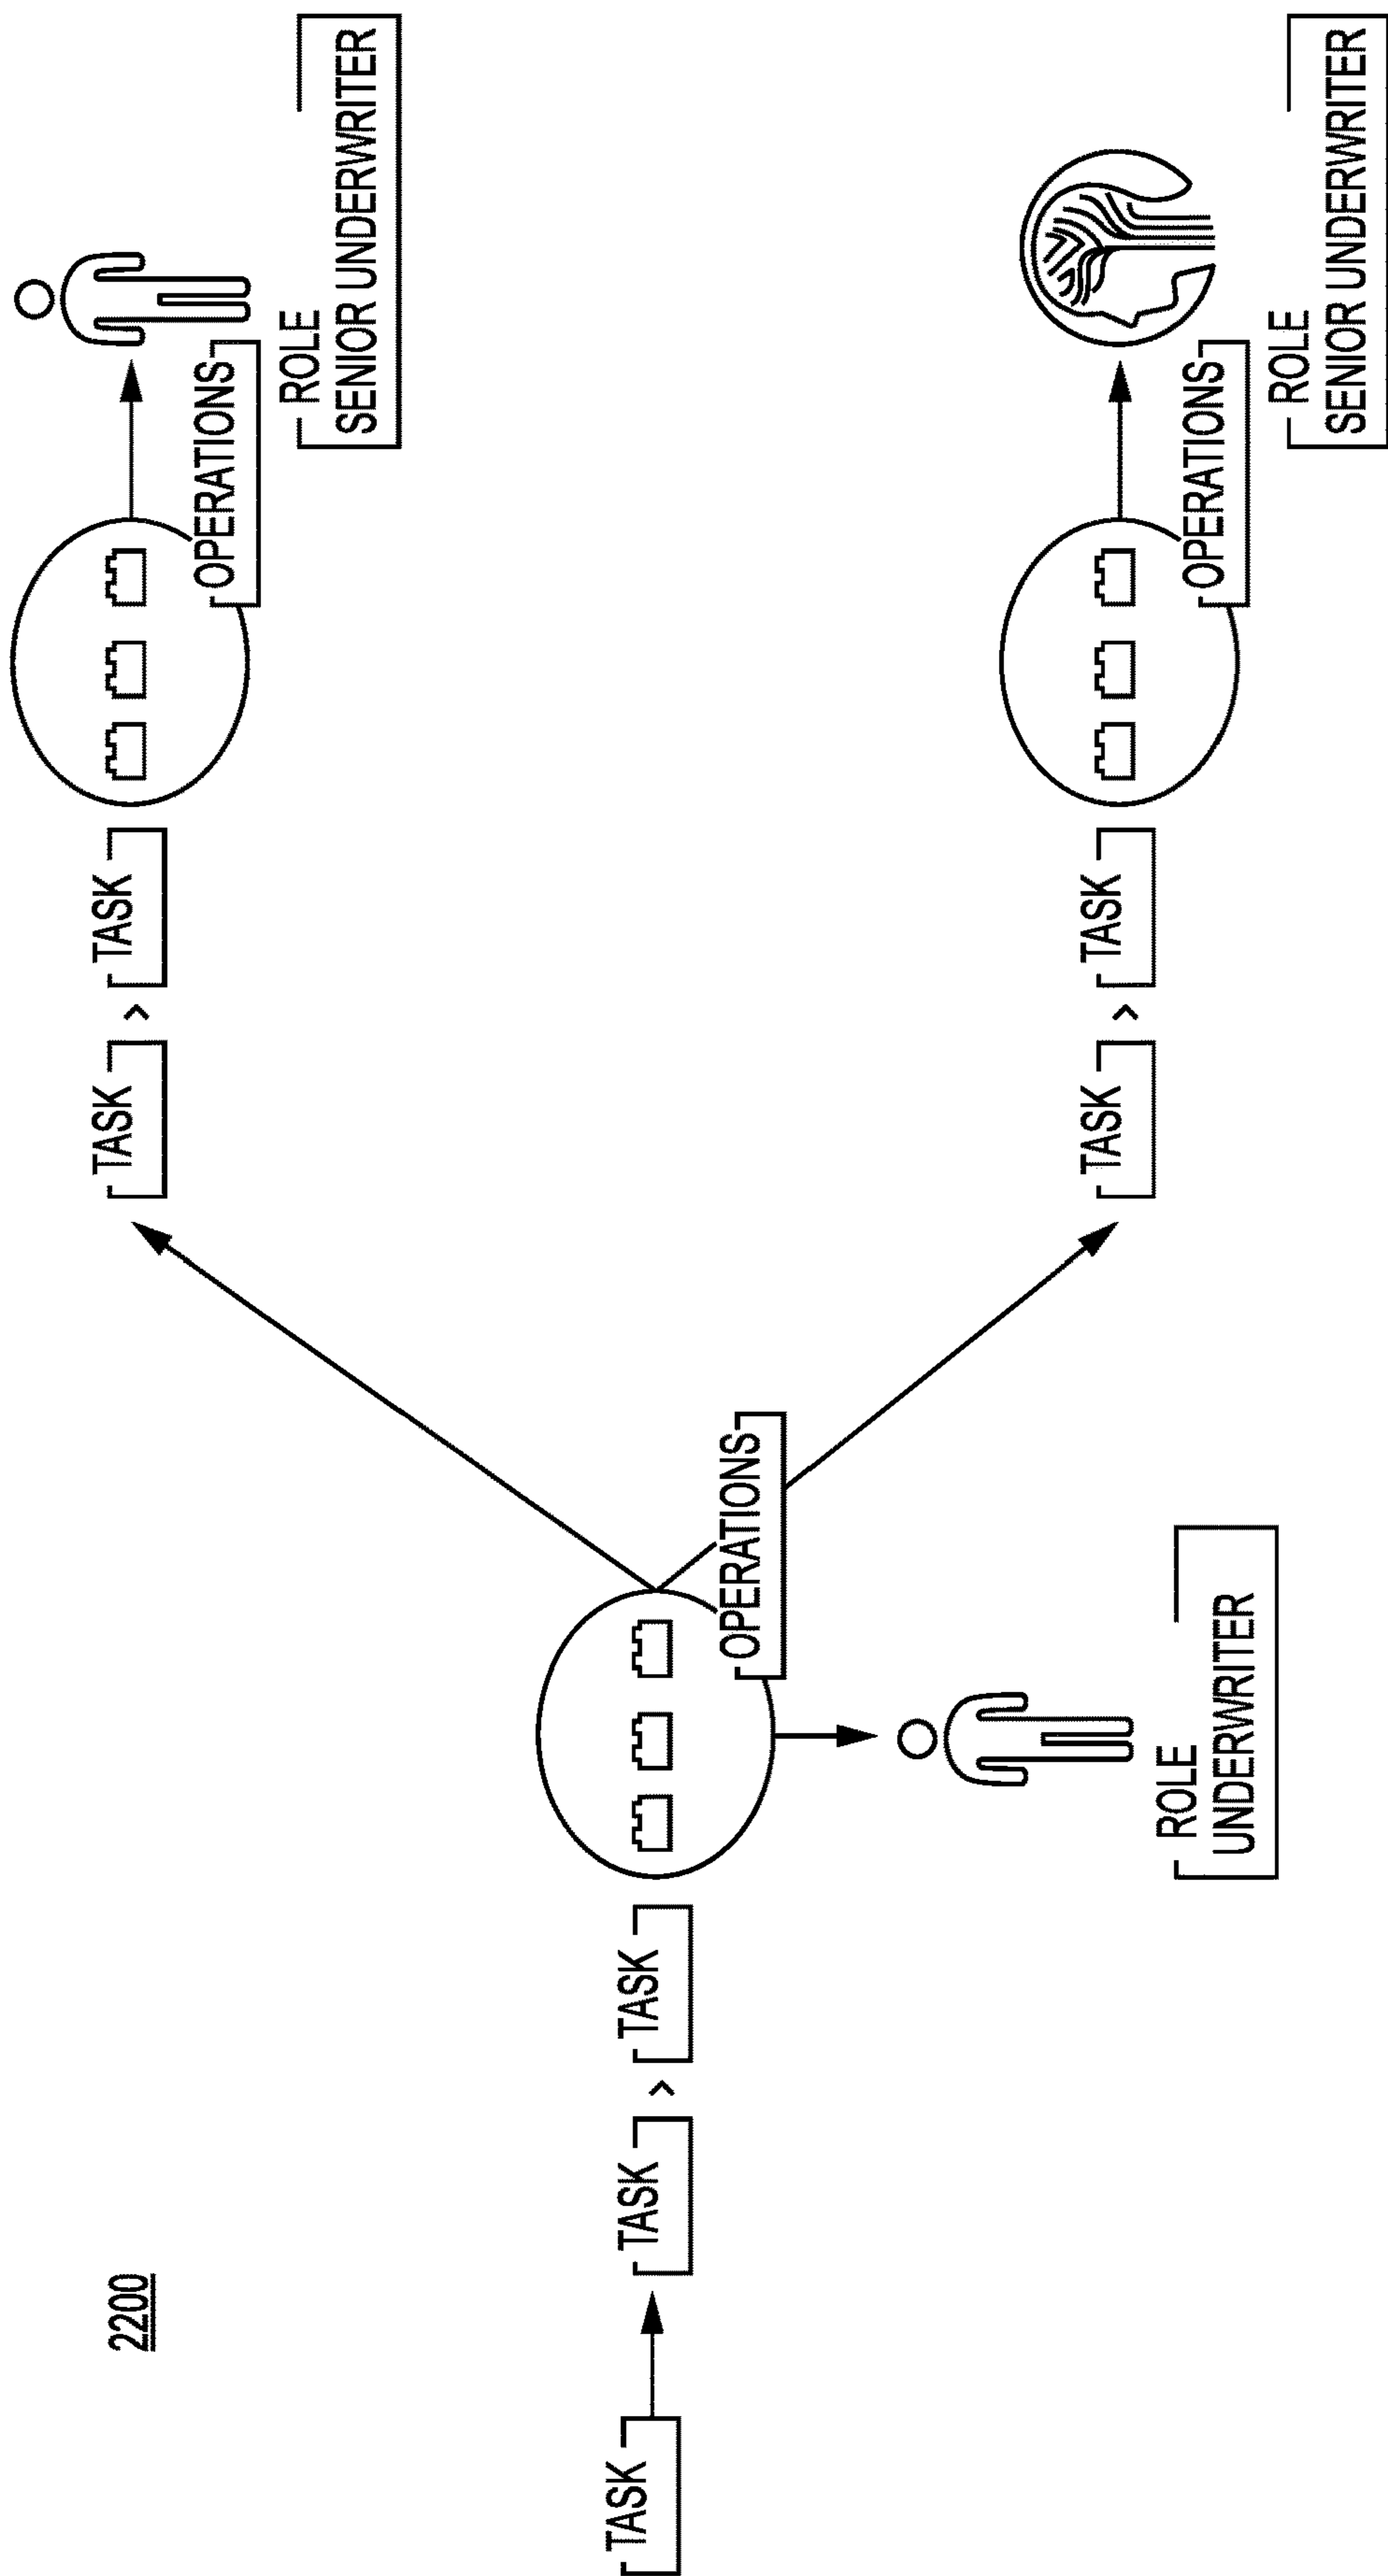 2200
TASK > TASK
OPERATIONS
ROLE
SENIOR UNDERWRITER
TASK
TASK > TASK
OPERATIONS
ROLE
UNDERWRITER
TASK > TASK
OPERATIONS
ROLE
SENIOR UNDERWRITER